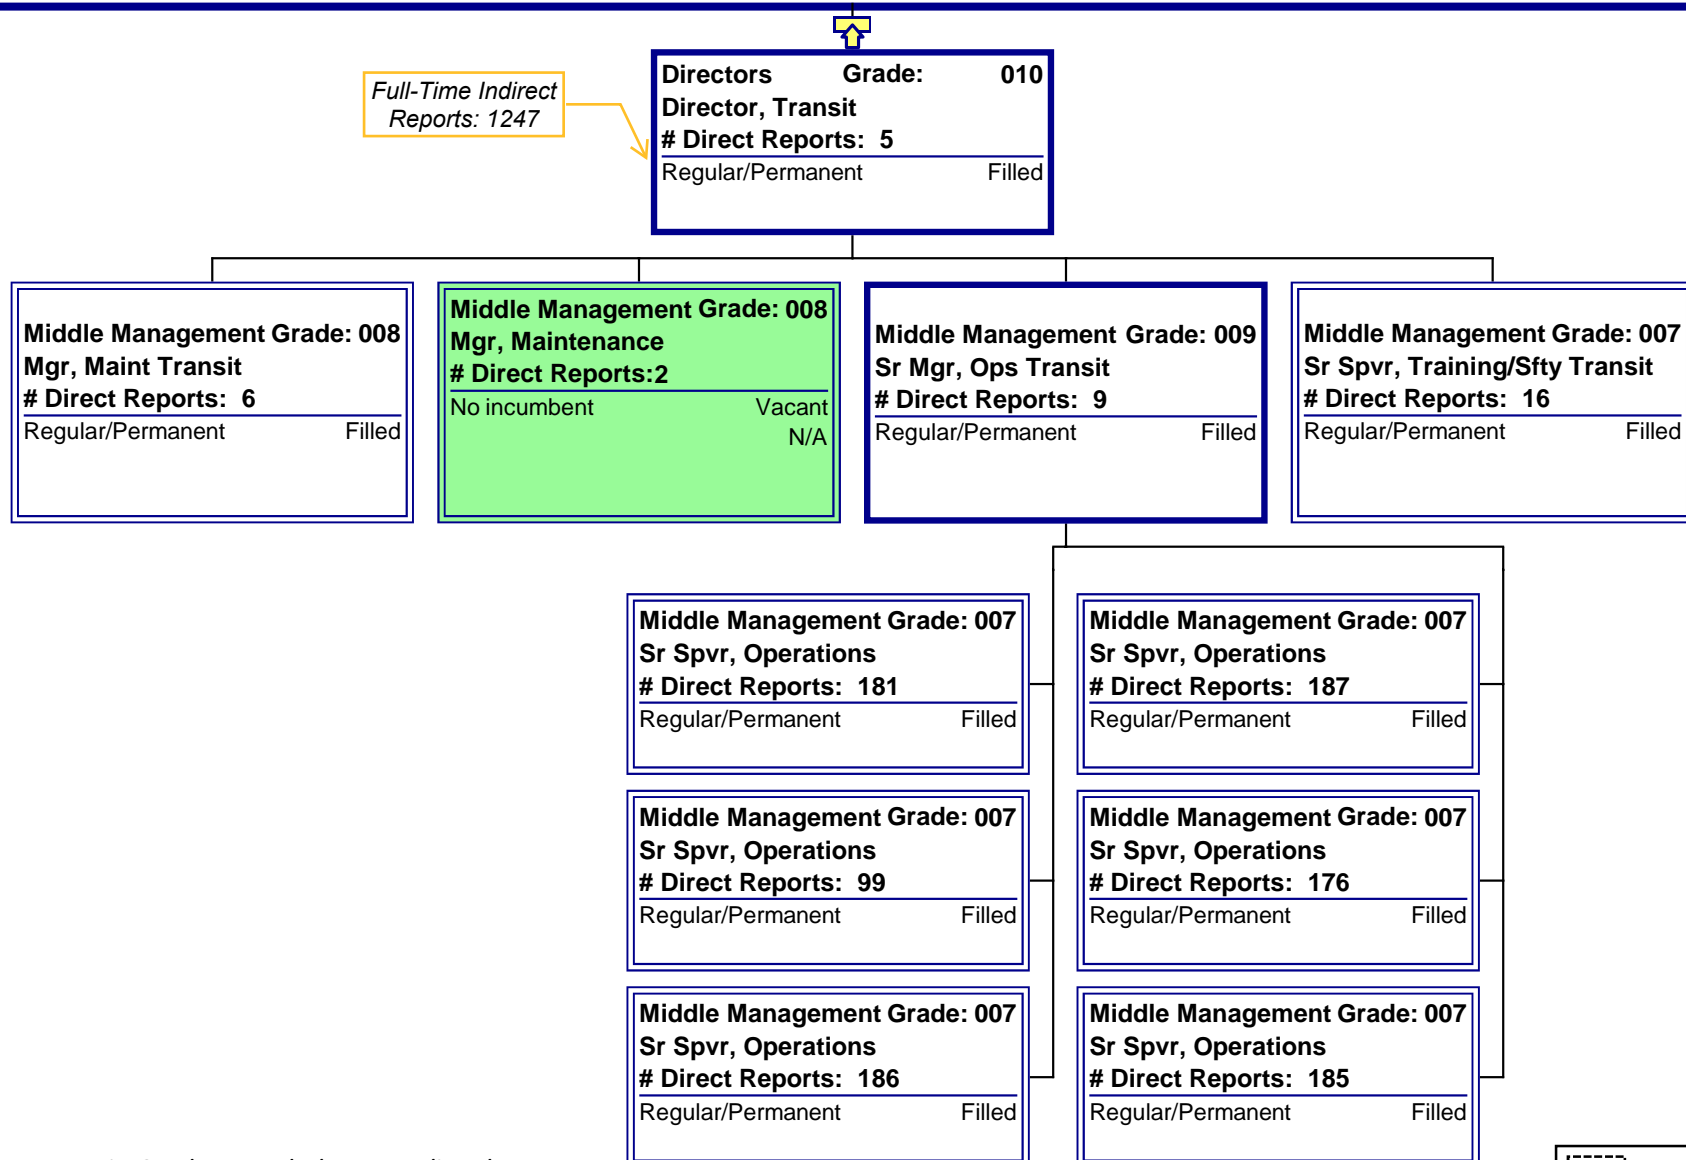 Full-Time Indirect
Reports: 1247
Directors Grade: 010
Director, Transit
# Direct Reports: 5
Regular/Permanent Filled
Middle Management Grade: 008
Mgr, Maint Transit
# Direct Reports: 6
Regular/Permanent Filled
Middle Management Grade: 008
Mgr, Maintenance
# Direct Reports:2
No incumbent Vacant
N/A
Middle Management Grade: 009
Sr Mgr, Ops Transit
# Direct Reports: 9
Regular/Permanent Filled
Middle Management Grade: 007
Sr Spvr, Training/Sfty Transit
# Direct Reports: 16
Regular/Permanent Filled
Middle Management Grade: 007
Sr Spvr, Operations
# Direct Reports: 181
Regular/Permanent Filled
Middle Management Grade: 007
Sr Spvr, Operations
# Direct Reports: 187
Regular/Permanent Filled
Middle Management Grade: 007
Sr Spvr, Operations
# Direct Reports: 99
Regular/Permanent Filled
Middle Management Grade: 007
Sr Spvr, Operations
# Direct Reports: 176
Regular/Permanent Filled
Middle Management Grade: 007
Sr Spvr, Operations
# Direct Reports: 186
Regular/Permanent Filled
Middle Management Grade: 007
Sr Spvr, Operations
# Direct Reports: 185
Regular/Permanent Filled